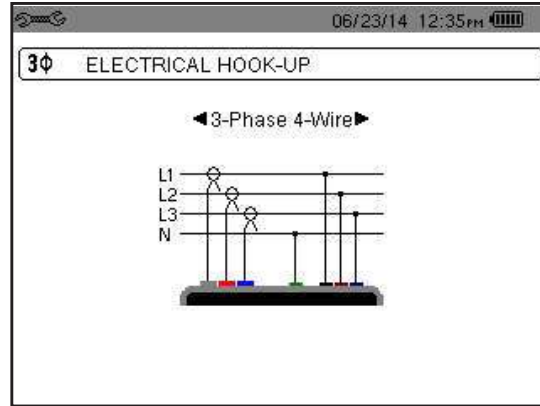 06/23/14 12:35PM
3Φ ELECTRICAL HOOK-UP
◄3-Phase 4-Wire►
L1
L2
L3
N